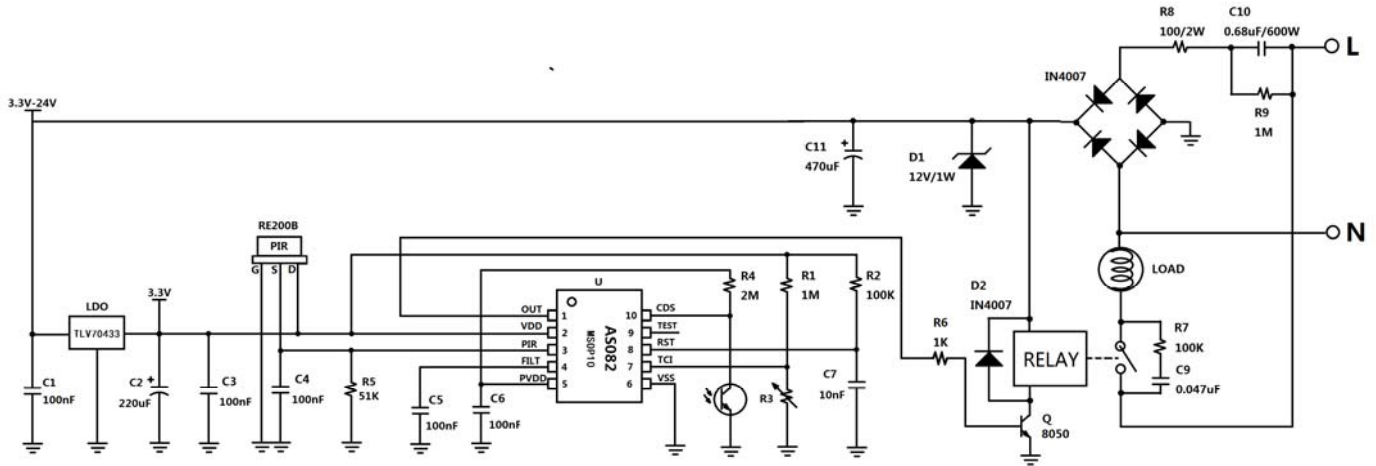 R8
100/2W
C10
0.68uF/600W
L
IN4007
3.3V-24V
R9
1M
C11
470uF
D1
12V/1W
RE200B
PIR
G S D
N
LOAD
LDO
TLV70433
3.3V
U
R4
2M
R1
1M
R2
100K
D2
IN4007
OUT
1
VDD
2
PIR
3
FILT
4
PVDD
5
AS082
MSOP10
10
CDS
9
TEST
8
RST
7
TCI
6
VSS
R6
1K
RELAY
R7
100K
C9
0.047uF
C1
100nF
C2
220uF
C3
100nF
C4
100nF
R5
51K
C5
100nF
C6
100nF
R3
C7
10nF
Q
8050